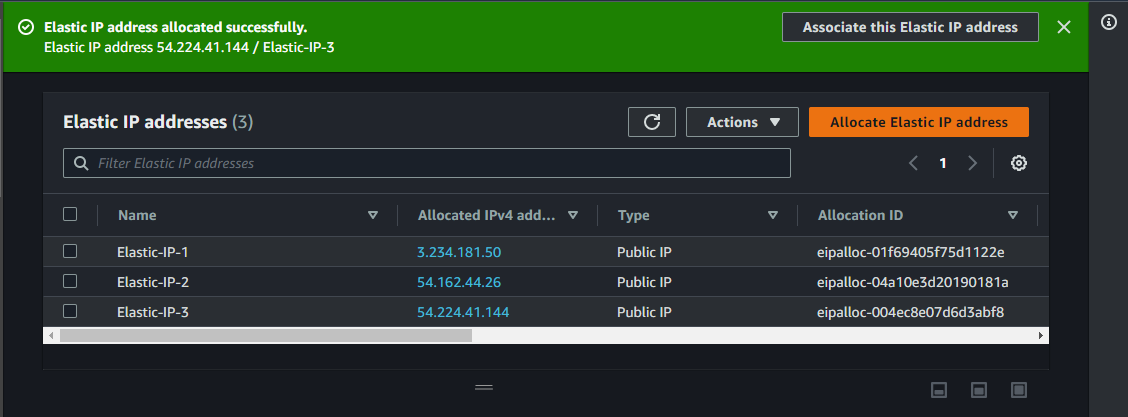 Elastic IP address allocated successfully.
Elastic IP address 54.224.41.144 / Elastic-IP-3
Associate this Elastic IP address
Elastic IP addresses (3)
Actions
Allocate Elastic IP address
Filter Elastic IP addresses
1
Name Allocated IPv4 add... Type Allocation ID
Elastic-IP-1 3.234.181.50 Public IP eipalloc-01f69405f75d1122e
Elastic-IP-2 54.162.44.26 Public IP eipalloc-04a10e3d20190181a
Elastic-IP-3 54.224.41.144 Public IP eipalloc-004ec8e07d6d3abf8